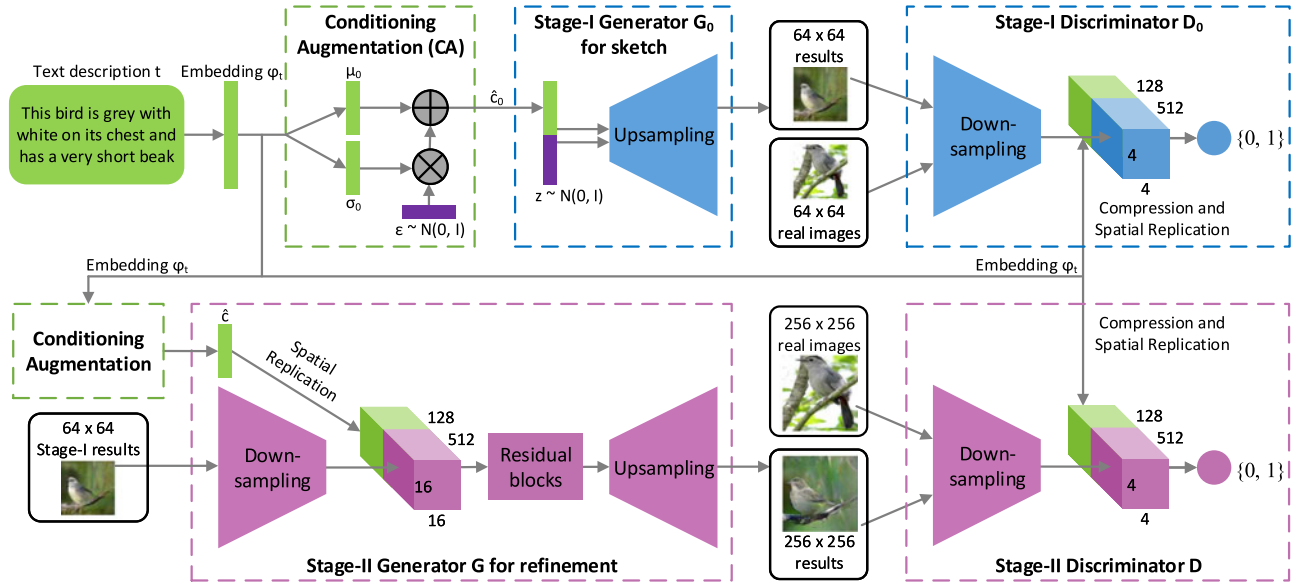 Text description t
This bird is grey with
white on its chest and
has a very short beak
Embedding φt
Conditioning
Augmentation (CA)
μ0
σ0
ε ~ N(0, I)
ĉ0
Stage-I Generator G0
for sketch
z ~ N(0, I)
Upsampling
64 x 64
results
64 x 64
real images
Stage-I Discriminator D0
Down-
sampling
128
512
4
4
{0, 1}
Compression and
Spatial Replication
Embedding φt
Embedding φt
Conditioning
Augmentation
64 x 64
Stage-I results
ĉ
Spatial
Replication
Down-
sampling
128
512
16
16
Residual
blocks
Upsampling
Stage-II Generator G for refinement
256 x 256
real images
256 x 256
results
Compression and
Spatial Replication
Down-
sampling
128
512
4
4
{0, 1}
Stage-II Discriminator D